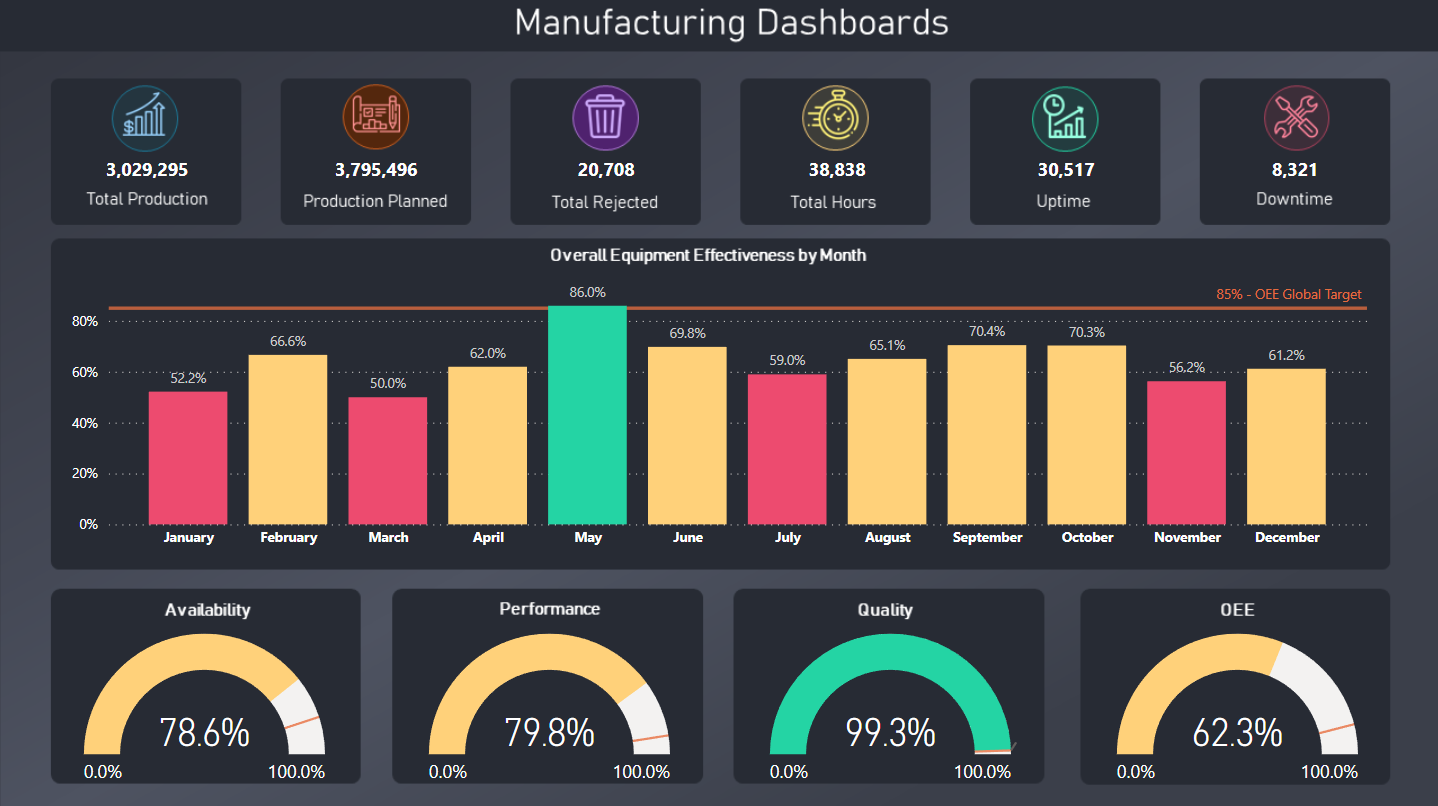 Manufacturing Dashboards
3,029,295
Total Production
3,795,496
Production Planned
20,708
Total Rejected
38,838
Total Hours
30,517
Uptime
8,321
Downtime
Overall Equipment Effectiveness by Month
85% - OEE Global Target
80%
60%
40%
20%
0%
52.2%
66.6%
50.0%
62.0%
86.0%
69.8%
59.0%
65.1%
70.4%
70.3%
56.2%
61.2%
January
February
March
April
May
June
July
August
September
October
November
December
Availability
78.6%
0.0%
100.0%
Performance
79.8%
0.0%
100.0%
Quality
99.3%
0.0%
100.0%
OEE
62.3%
0.0%
100.0%